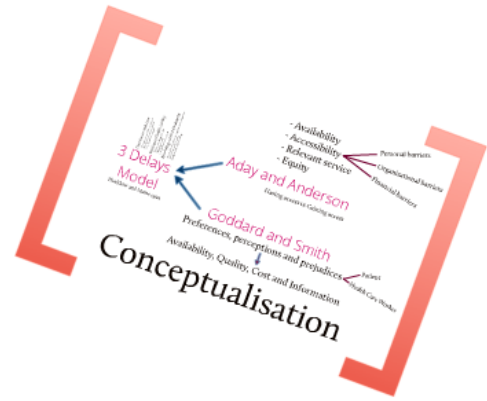 - Availability
- Accessibility
- Relevant service
- Equity
Personal barriers
Organisational barriers
Financial barriers
3 Delays
Model
Aday and Anderson
Goddard and Smith
Preferences, perceptions and prejudices
Patient
Health Care Worker
Availability, Quality, Cost and Information
Conceptualisation